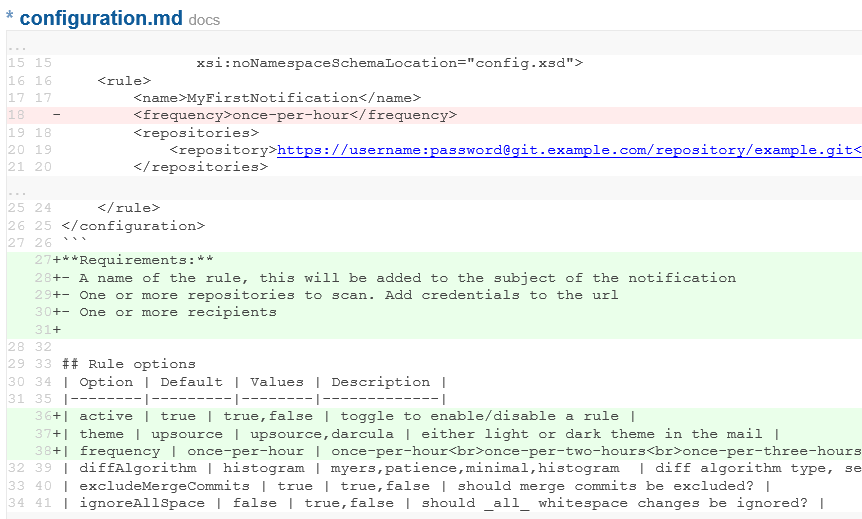 * configuration.md docs
...
15 15                xsi:noNamespaceSchemaLocation="config.xsd">
16 16     <rule>
17 17         <name>MyFirstNotification</name>
18    -        <frequency>once-per-hour</frequency>
19 18         <repositories>
20 19             <repository>https://username:password@git.example.com/repository/example.git<
21 20         </repositories>
...
25 24     </rule>
26 25 </configuration>
27 26 ```
   27+**Requirements:**
   28+- A name of the rule, this will be added to the subject of the notification
   29+- One or more repositories to scan. Add credentials to the url
   30+- One or more recipients
   31+
28 32
29 33 ## Rule options
30 34 | Option | Default | Values | Description |
31 35 |--------|---------|--------|-------------|
   36+| active | true | true,false | toggle to enable/disable a rule |
   37+| theme | upsource | upsource,darcula | either light or dark theme in the mail |
   38+| frequency | once-per-hour | once-per-hour<br>once-per-two-hours<br>once-per-three-hours
32 39 | diffAlgorithm | histogram | myers,patience,minimal,histogram  | diff algorithm type, se
33 40 | excludeMergeCommits | true | true,false | should merge commits be excluded? |
34 41 | ignoreAllSpace | false | true,false | should _all_ whitespace changes be ignored? |